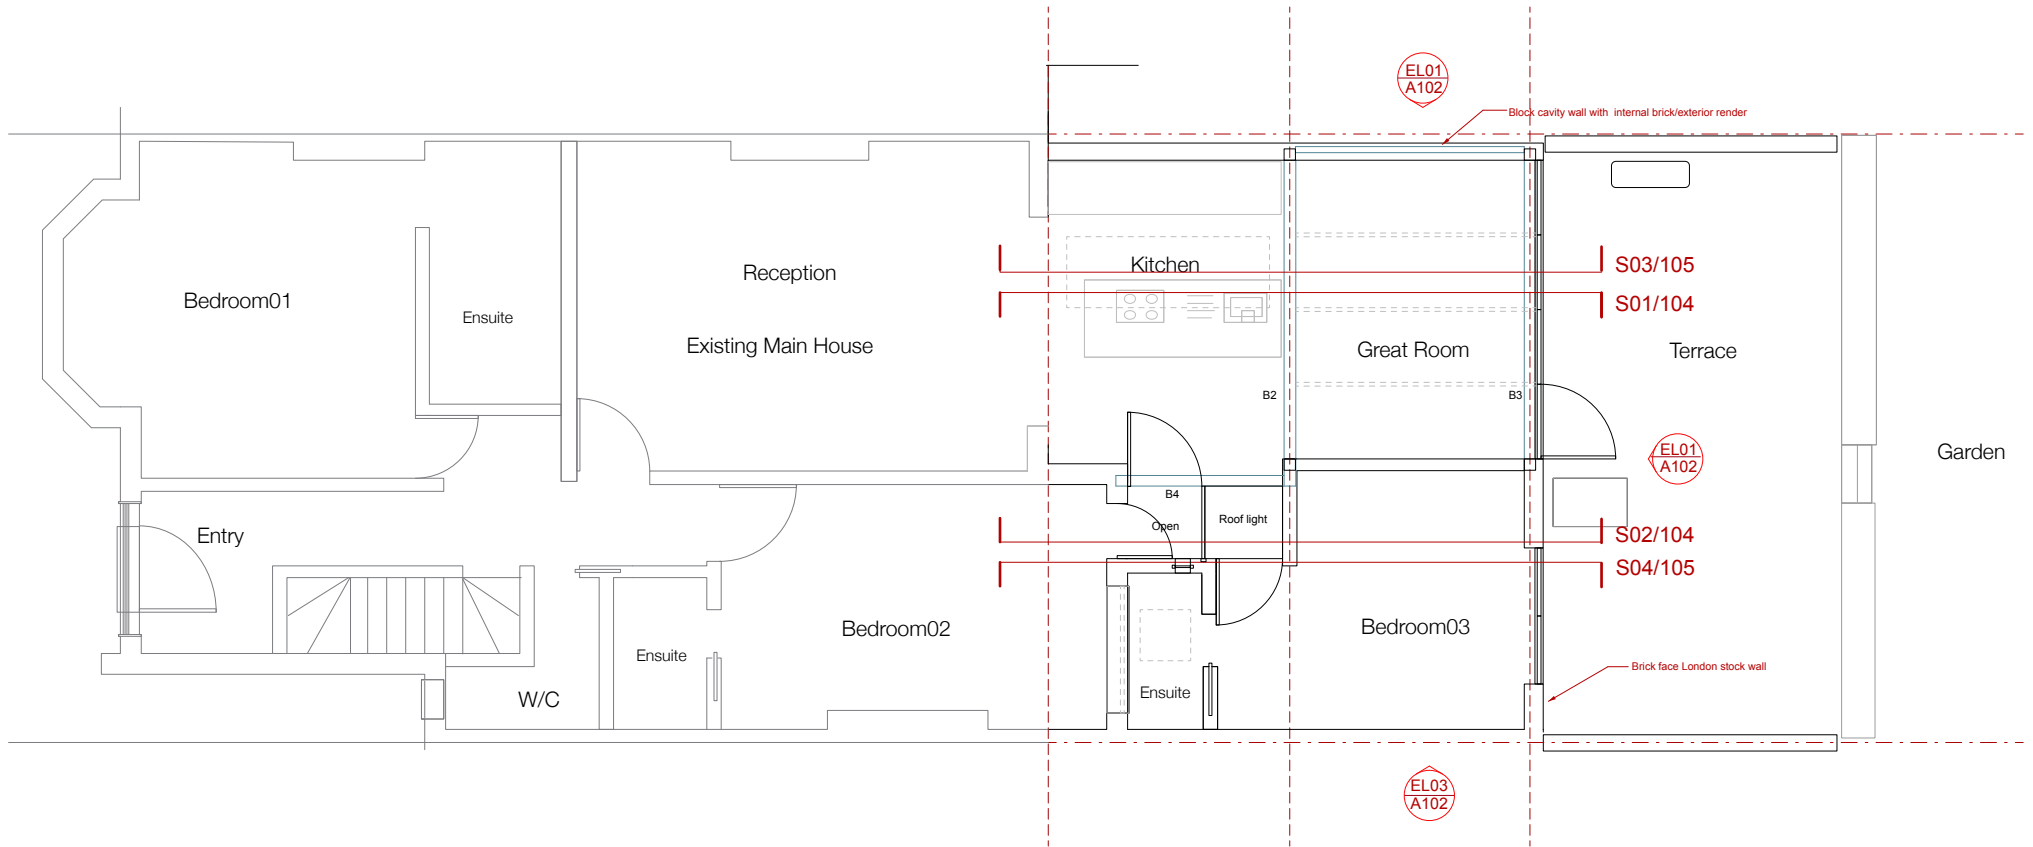 EL01
A102
Block cavity wall with internal brick/exterior render
Kitchen
S03/105
Reception
Bedroom01
S01/104
Ensuite
Existing Main House
Great Room
Terrace
B2
B3
EL01
A102
Garden
B4
Roof light
Open
Entry
S02/104
S04/105
Bedroom02
Bedroom03
Ensuite
Brick face London stock wall
Ensuite
W/C
EL03
A102